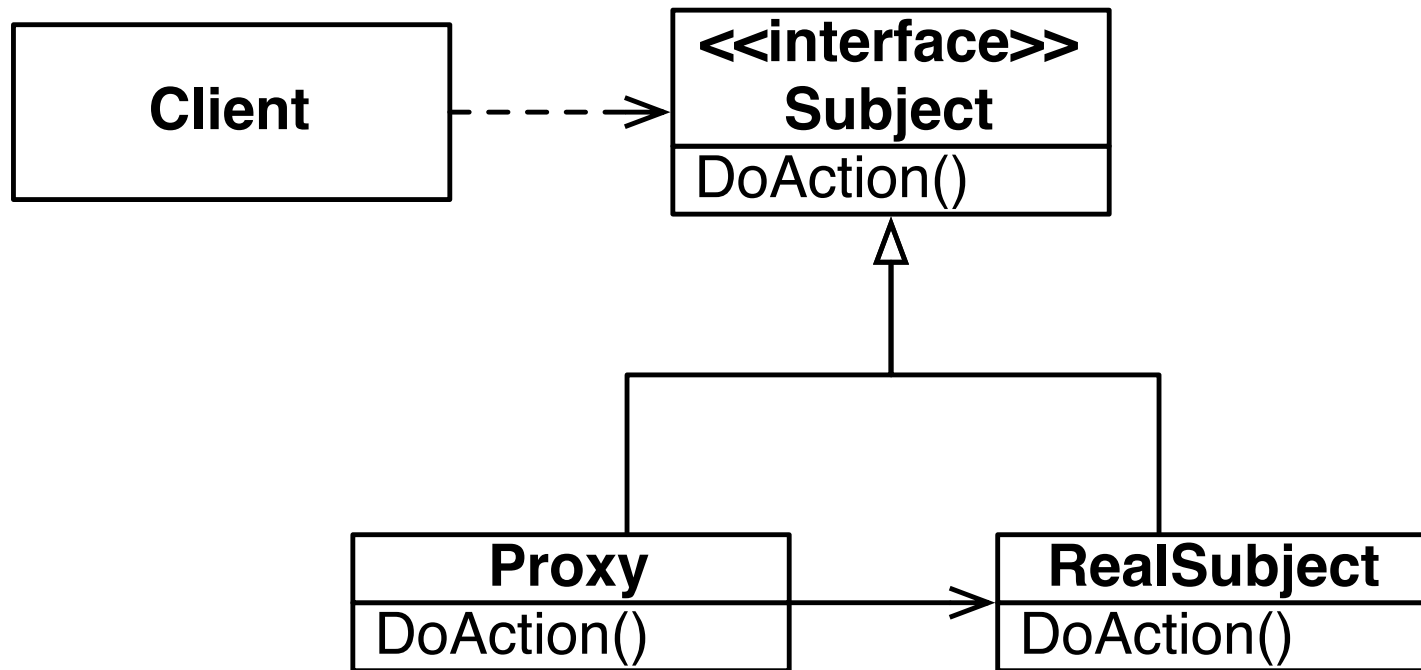 Client
<<interface>>
Subject
DoAction()
Proxy
DoAction()
RealSubject
DoAction()